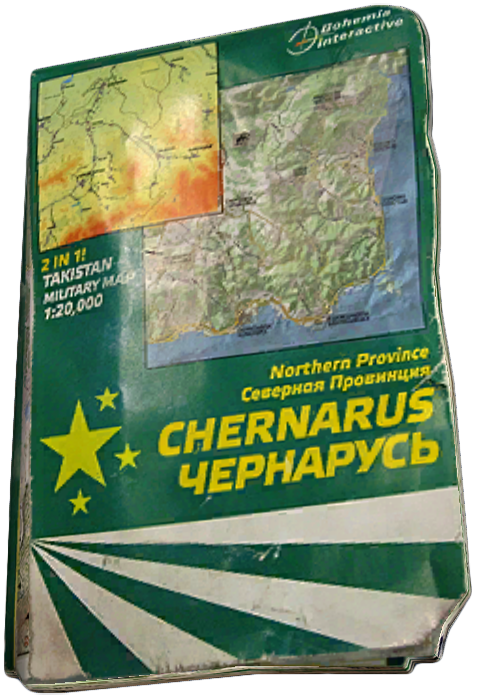 Bohemia
Interactive
2 IN 1!
TAKISTAN
MILITARY MAP
1:20,000
Northern Province
Северная Провинция
CHERNARUS
ЧЕРНАРУСЬ